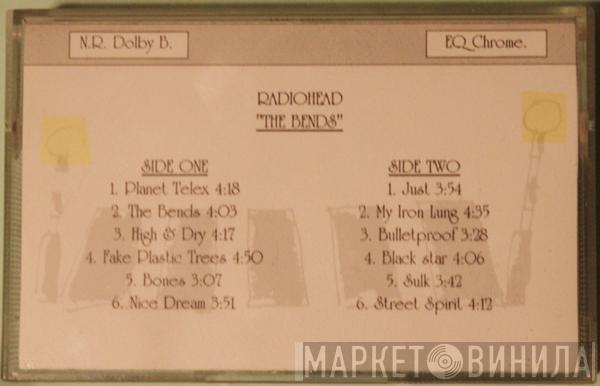 N.R. Dolby B.
EQ Chrome.
RADIOHEAD
"THE BENDS"
SIDE ONE
1. Planet Telex 4:18
2. The Bends 4:03
3. High & Dry 4:17
4. Fake Plastic Trees 4:50
5. Bones 3:07
6. Nice Dream 3:51
SIDE TWO
1. Just 3:54
2. My Iron Lung 4:35
3. Bulletproof 3:28
4. Black star 4:06
5. Sulk 3:42
6. Street Spirit 4:12
МАРКЕТ ВИНИЛА